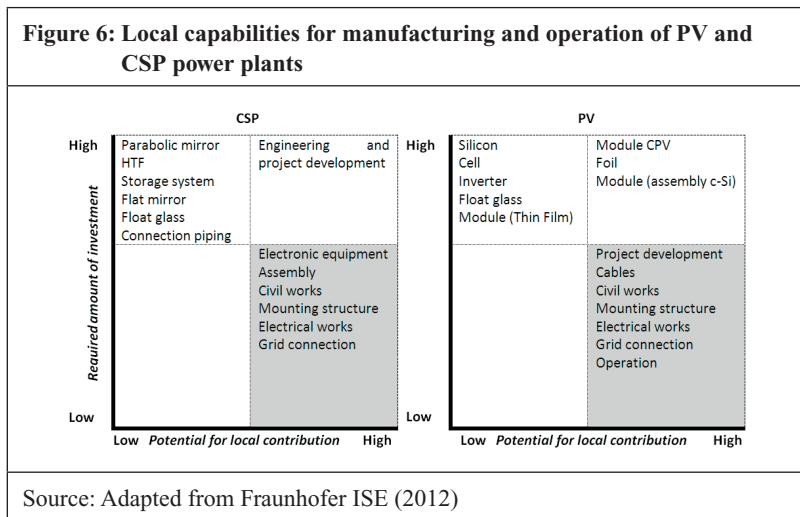 Figure 6: Local capabilities for manufacturing and operation of PV and
CSP power plants
CSP
High
Parabolic mirror
HTF
Storage system
Flat mirror
Float glass
Connection piping
Engineering and
project development
Electronic equipment
Assembly
Civil works
Mounting structure
Electrical works
Grid connection
Required amount of investment
Low
Low Potential for local contribution High
PV
High
Silicon
Cell
Inverter
Float glass
Module (Thin Film)
Module CPV
Foil
Module (assembly c-Si)
Project development
Cables
Civil works
Mounting structure
Electrical works
Grid connection
Operation
Low
Low Potential for local contribution High
Source: Adapted from Fraunhofer ISE (2012)